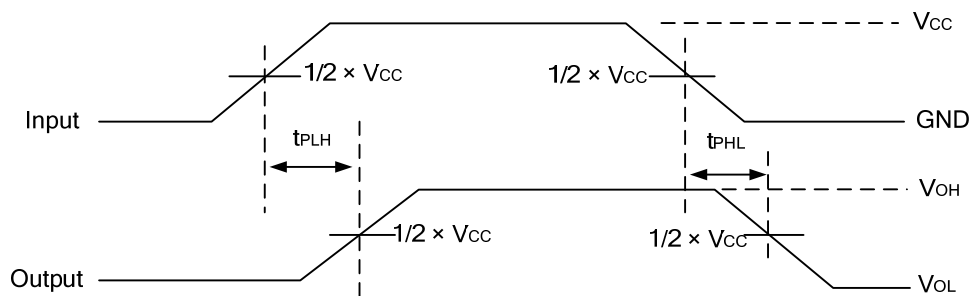 VCC
1/2 × VCC
1/2 × VCC
Input
GND
tPLH
tPHL
VOH
1/2 × VCC
1/2 × VCC
Output
VOL